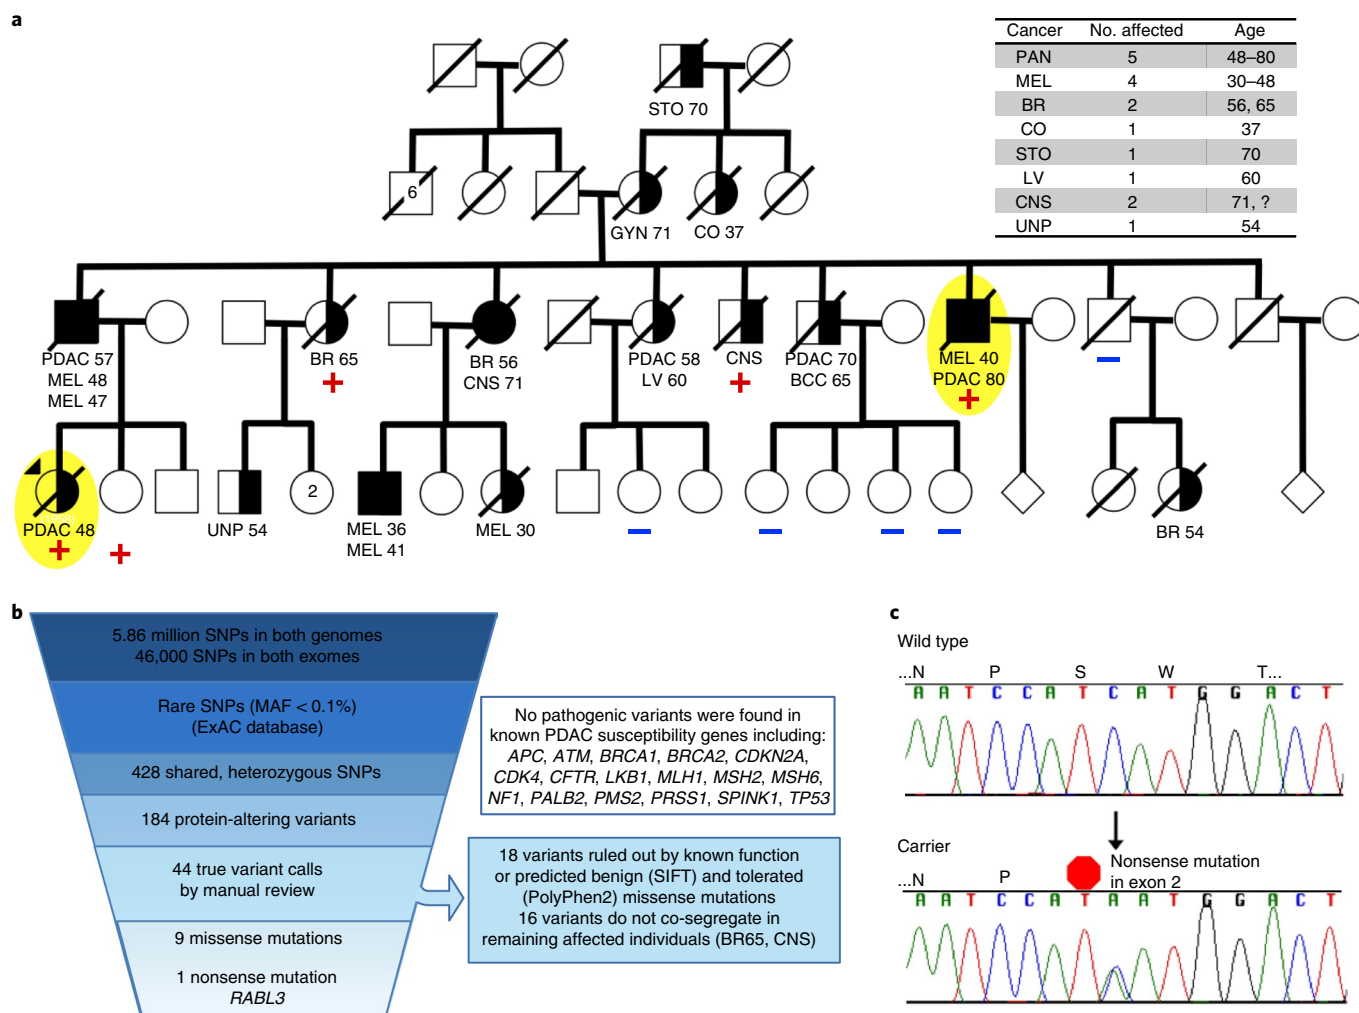 a
Cancer No. affected Age
PAN 5 48–80
MEL 4 30–48
BR 2 56, 65
CO 1 37
STO 1 70
LV 1 60
CNS 2 71, ?
UNP 1 54
STO 70
6
GYN 71 CO 37
PDAC 57
MEL 48
MEL 47
BR 65
+
BR 56
CNS 71
PDAC 58
LV 60
CNS
+
PDAC 70
BCC 65
MEL 40
PDAC 80
+
–
PDAC 48
+
+
UNP 54
2
MEL 36
MEL 41
MEL 30
–
–
–
–
BR 54
b
5.86 million SNPs in both genomes
46,000 SNPs in both exomes
Rare SNPs (MAF < 0.1%)
(ExAC database)
428 shared, heterozygous SNPs
184 protein-altering variants
44 true variant calls
by manual review
9 missense mutations
1 nonsense mutation
RABL3
No pathogenic variants were found in
known PDAC susceptibility genes including:
APC, ATM, BRCA1, BRCA2, CDKN2A,
CDK4, CFTR, LKB1, MLH1, MSH2, MSH6,
NF1, PALB2, PMS2, PRSS1, SPINK1, TP53
18 variants ruled out by known function
or predicted benign (SIFT) and tolerated
(PolyPhen2) missense mutations
16 variants do not co-segregate in
remaining affected individuals (BR65, CNS)
c
Wild type
...N P S W T...
A A T C C A T C A T G G A C T
Carrier
Nonsense mutation
in exon 2
...N P
A A T C C A T A A T G G A C T